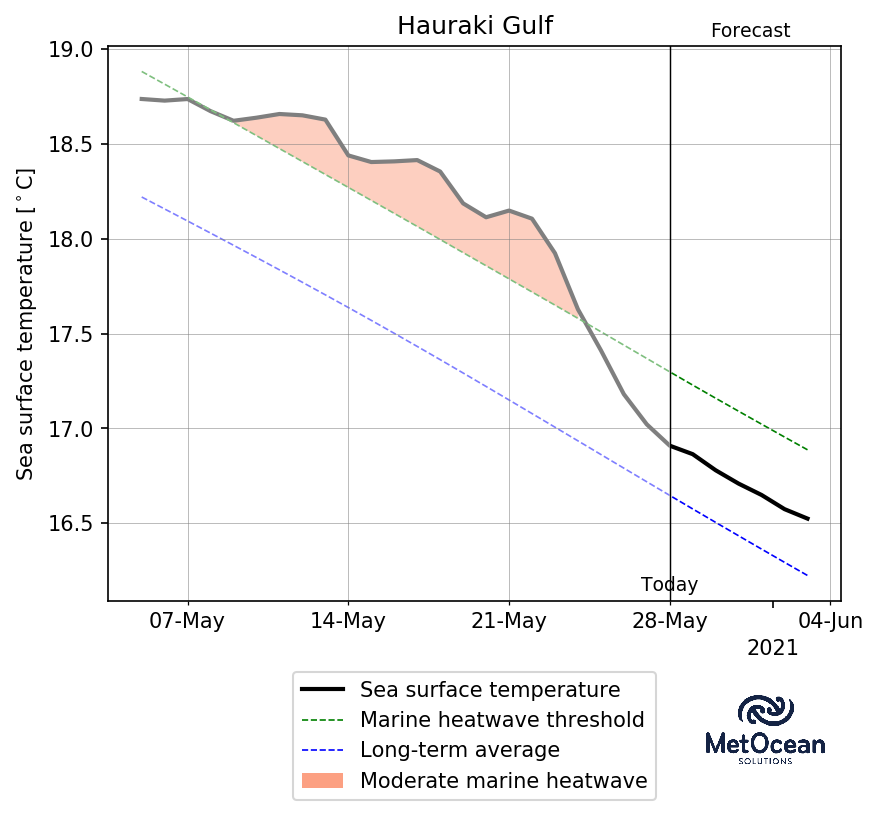 Hauraki Gulf
Forecast
Sea surface temperature [°C]
19.0
18.5
18.0
17.5
17.0
16.5
Today
07-May 14-May 21-May 28-May 04-Jun
2021
Sea surface temperature
Marine heatwave threshold
Long-term average
Moderate marine heatwave
MetOcean
SOLUTIONS